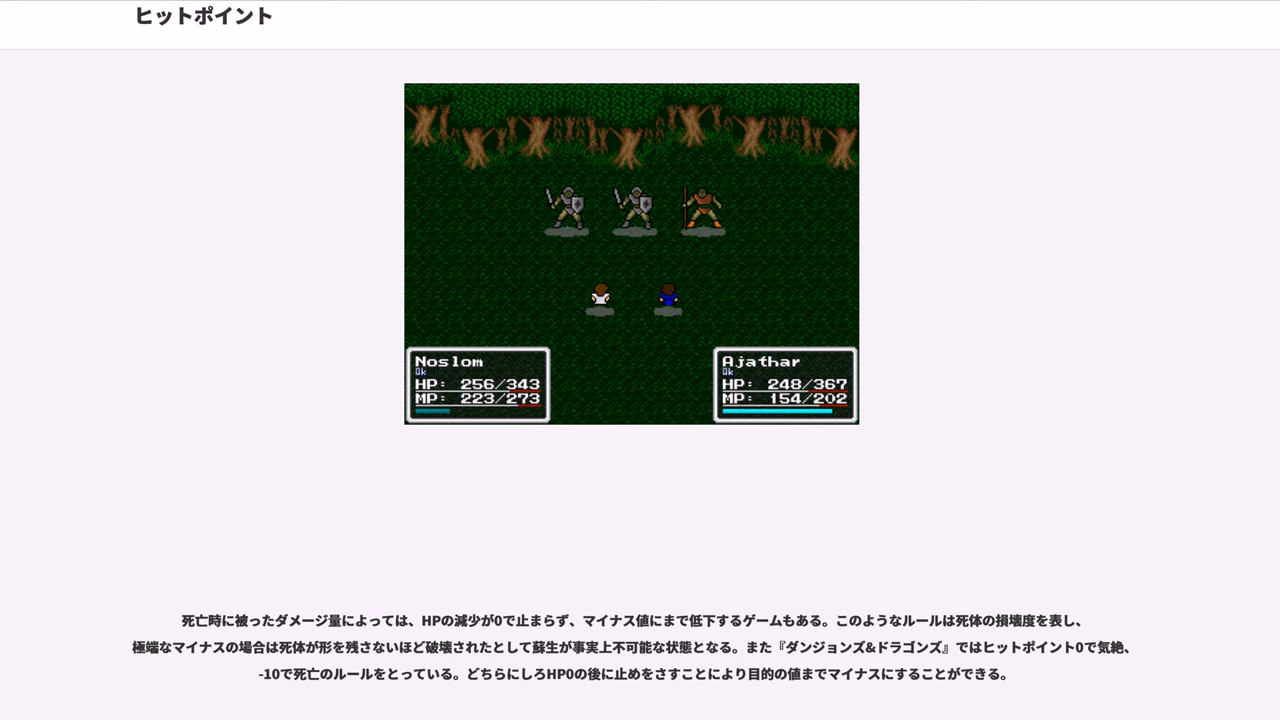 ヒットポイント
Noslom
Ok
HP: 256/343
MP: 223/273
Ajathar
Ok
HP: 248/367
MP: 154/202
死亡時に被ったダメージ量によっては、HPの減少が0で止まらず、マイナス値にまで低下するゲームもある。このようなルールは死体の損壊度を表し、
極端なマイナスの場合は死体が形を残さないほど破壊されたとして蘇生が事実上不可能な状態となる。また『ダンジョンズ&ドラゴンズ』ではヒットポイント0で気絶、
-10で死亡のルールをとっている。どちらにしろHP0の後に止めをさすことにより目的の値までマイナスにすることができる。